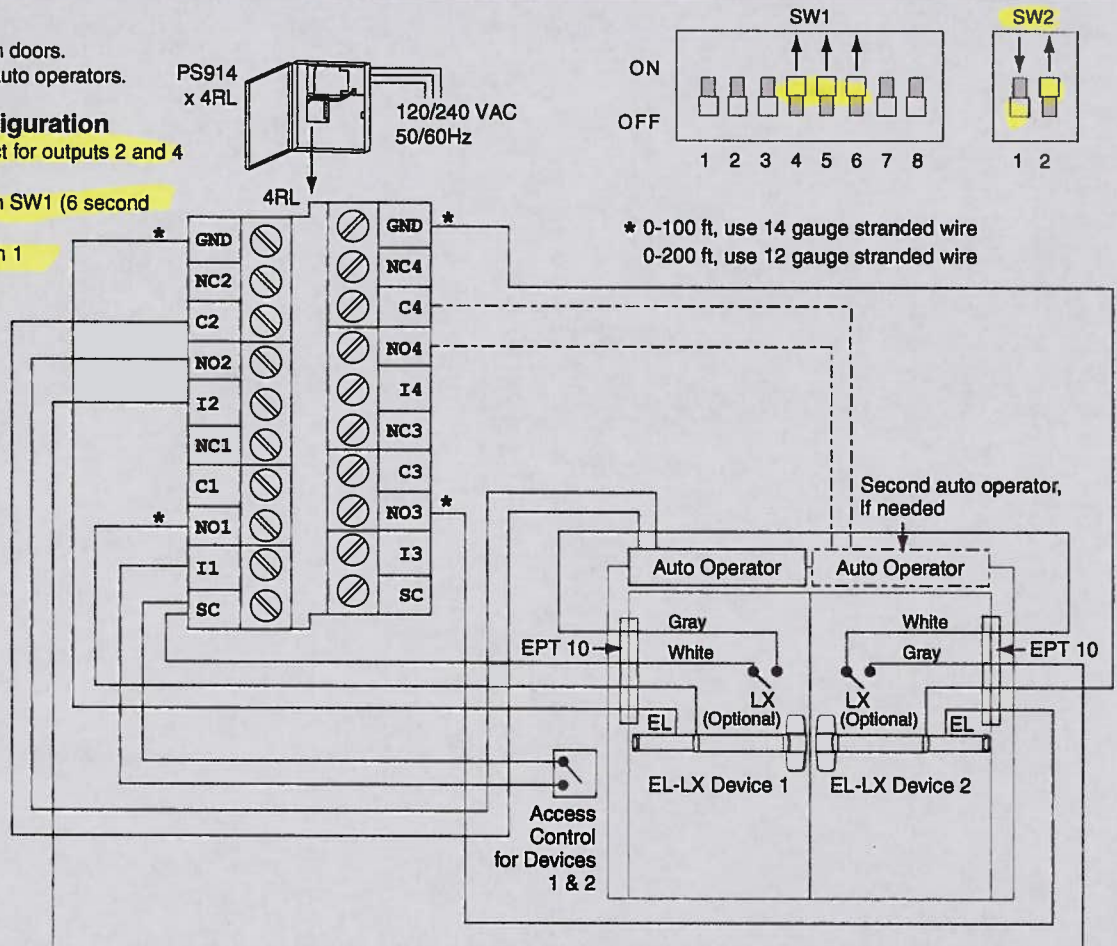 n doors.
auto operators.
figuration
ct for outputs 2 and 4
n SW1 (6 second
n 1
PS914
x 4RL
120/240 VAC
50/60Hz
SW1
SW2
ON
OFF
1 2 3 4 5 6 7 8
1 2
* 0-100 ft, use 14 gauge stranded wire
0-200 ft, use 12 gauge stranded wire
4RL
* GND
NC2
C2
NO2
I2
NC1
C1
* NO1
I1
SC
GND *
NC4
C4
NO4
I4
NC3
C3
NO3 *
I3
SC
Second auto operator,
If needed
Auto Operator
Auto Operator
EPT 10
Gray
White
White
Gray
EPT 10
LX
(Optional)
LX
(Optional)
EL
EL
EL-LX Device 1
EL-LX Device 2
Access
Control
for Devices
1 & 2